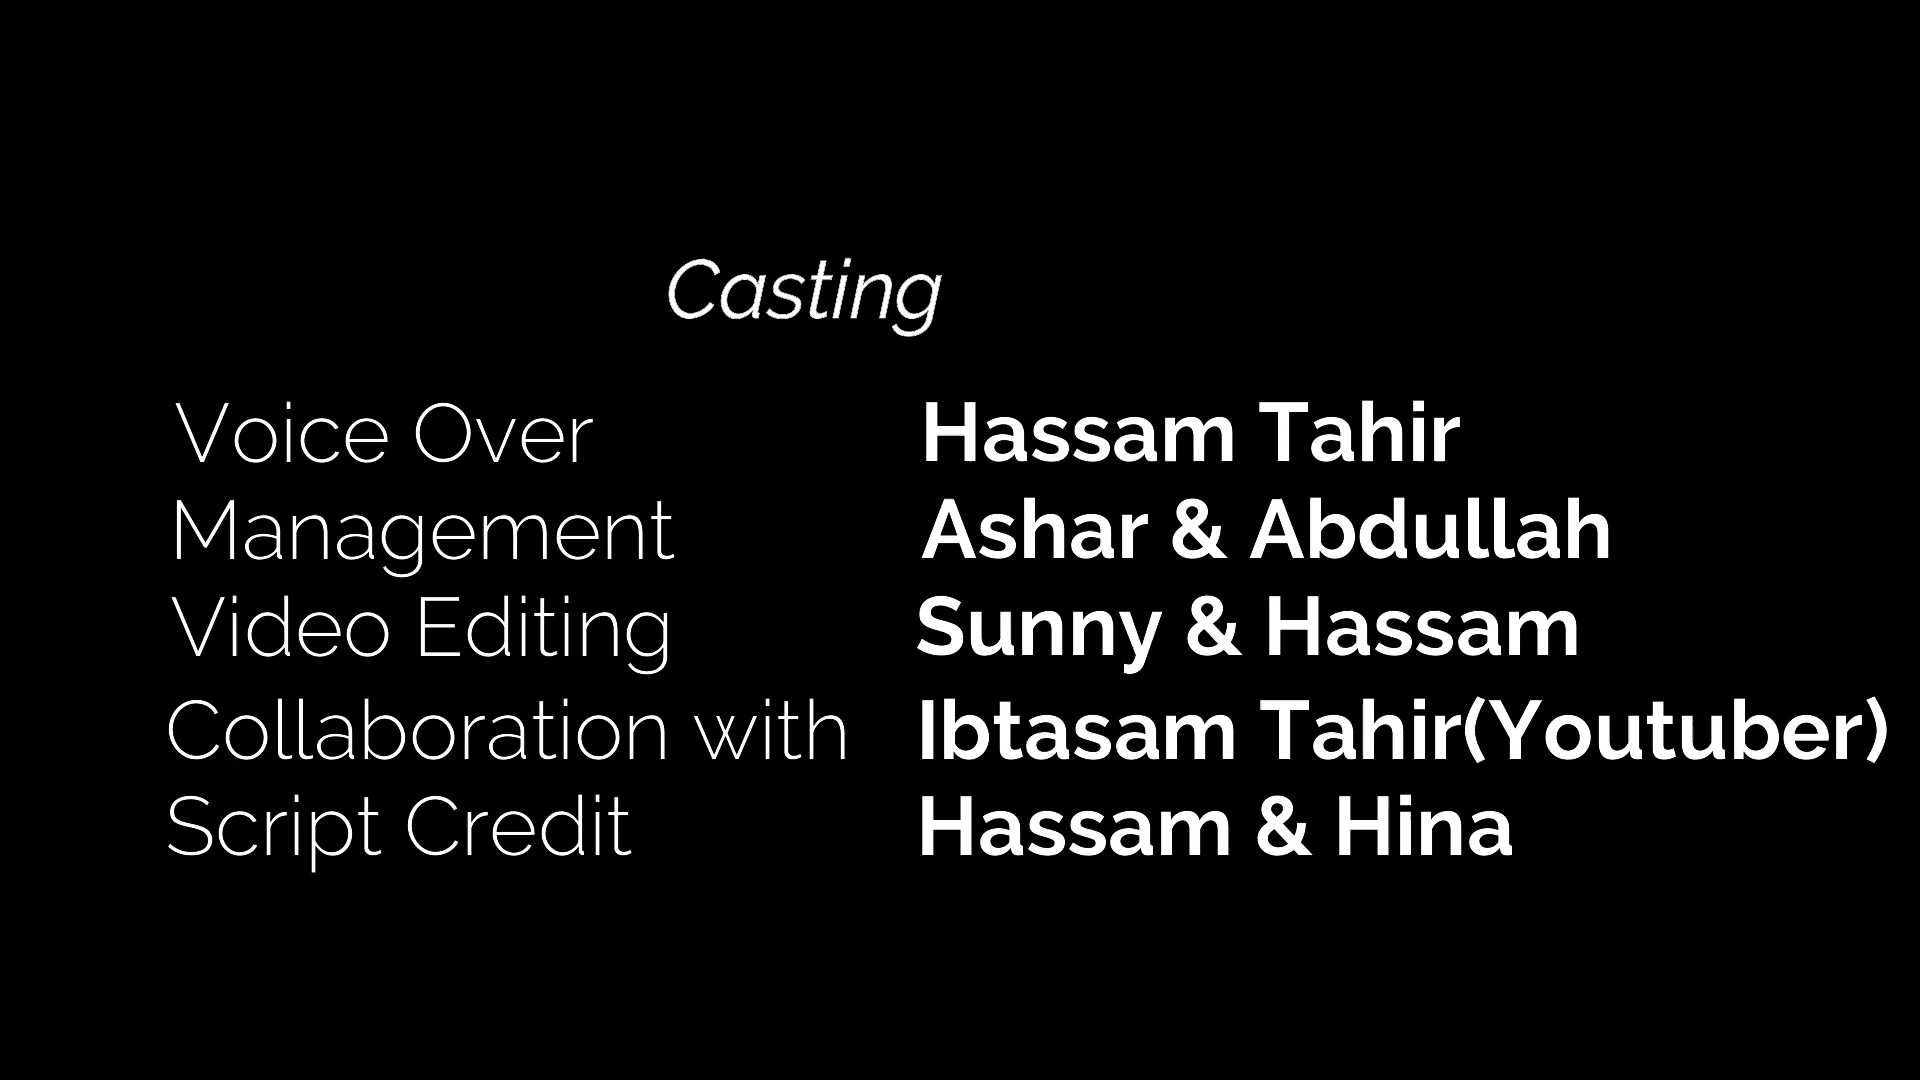 Casting
Voice Over Hassam Tahir
Management Ashar & Abdullah
Video Editing Sunny & Hassam
Collaboration with Ibtasam Tahir(Youtuber)
Script Credit Hassam & Hina